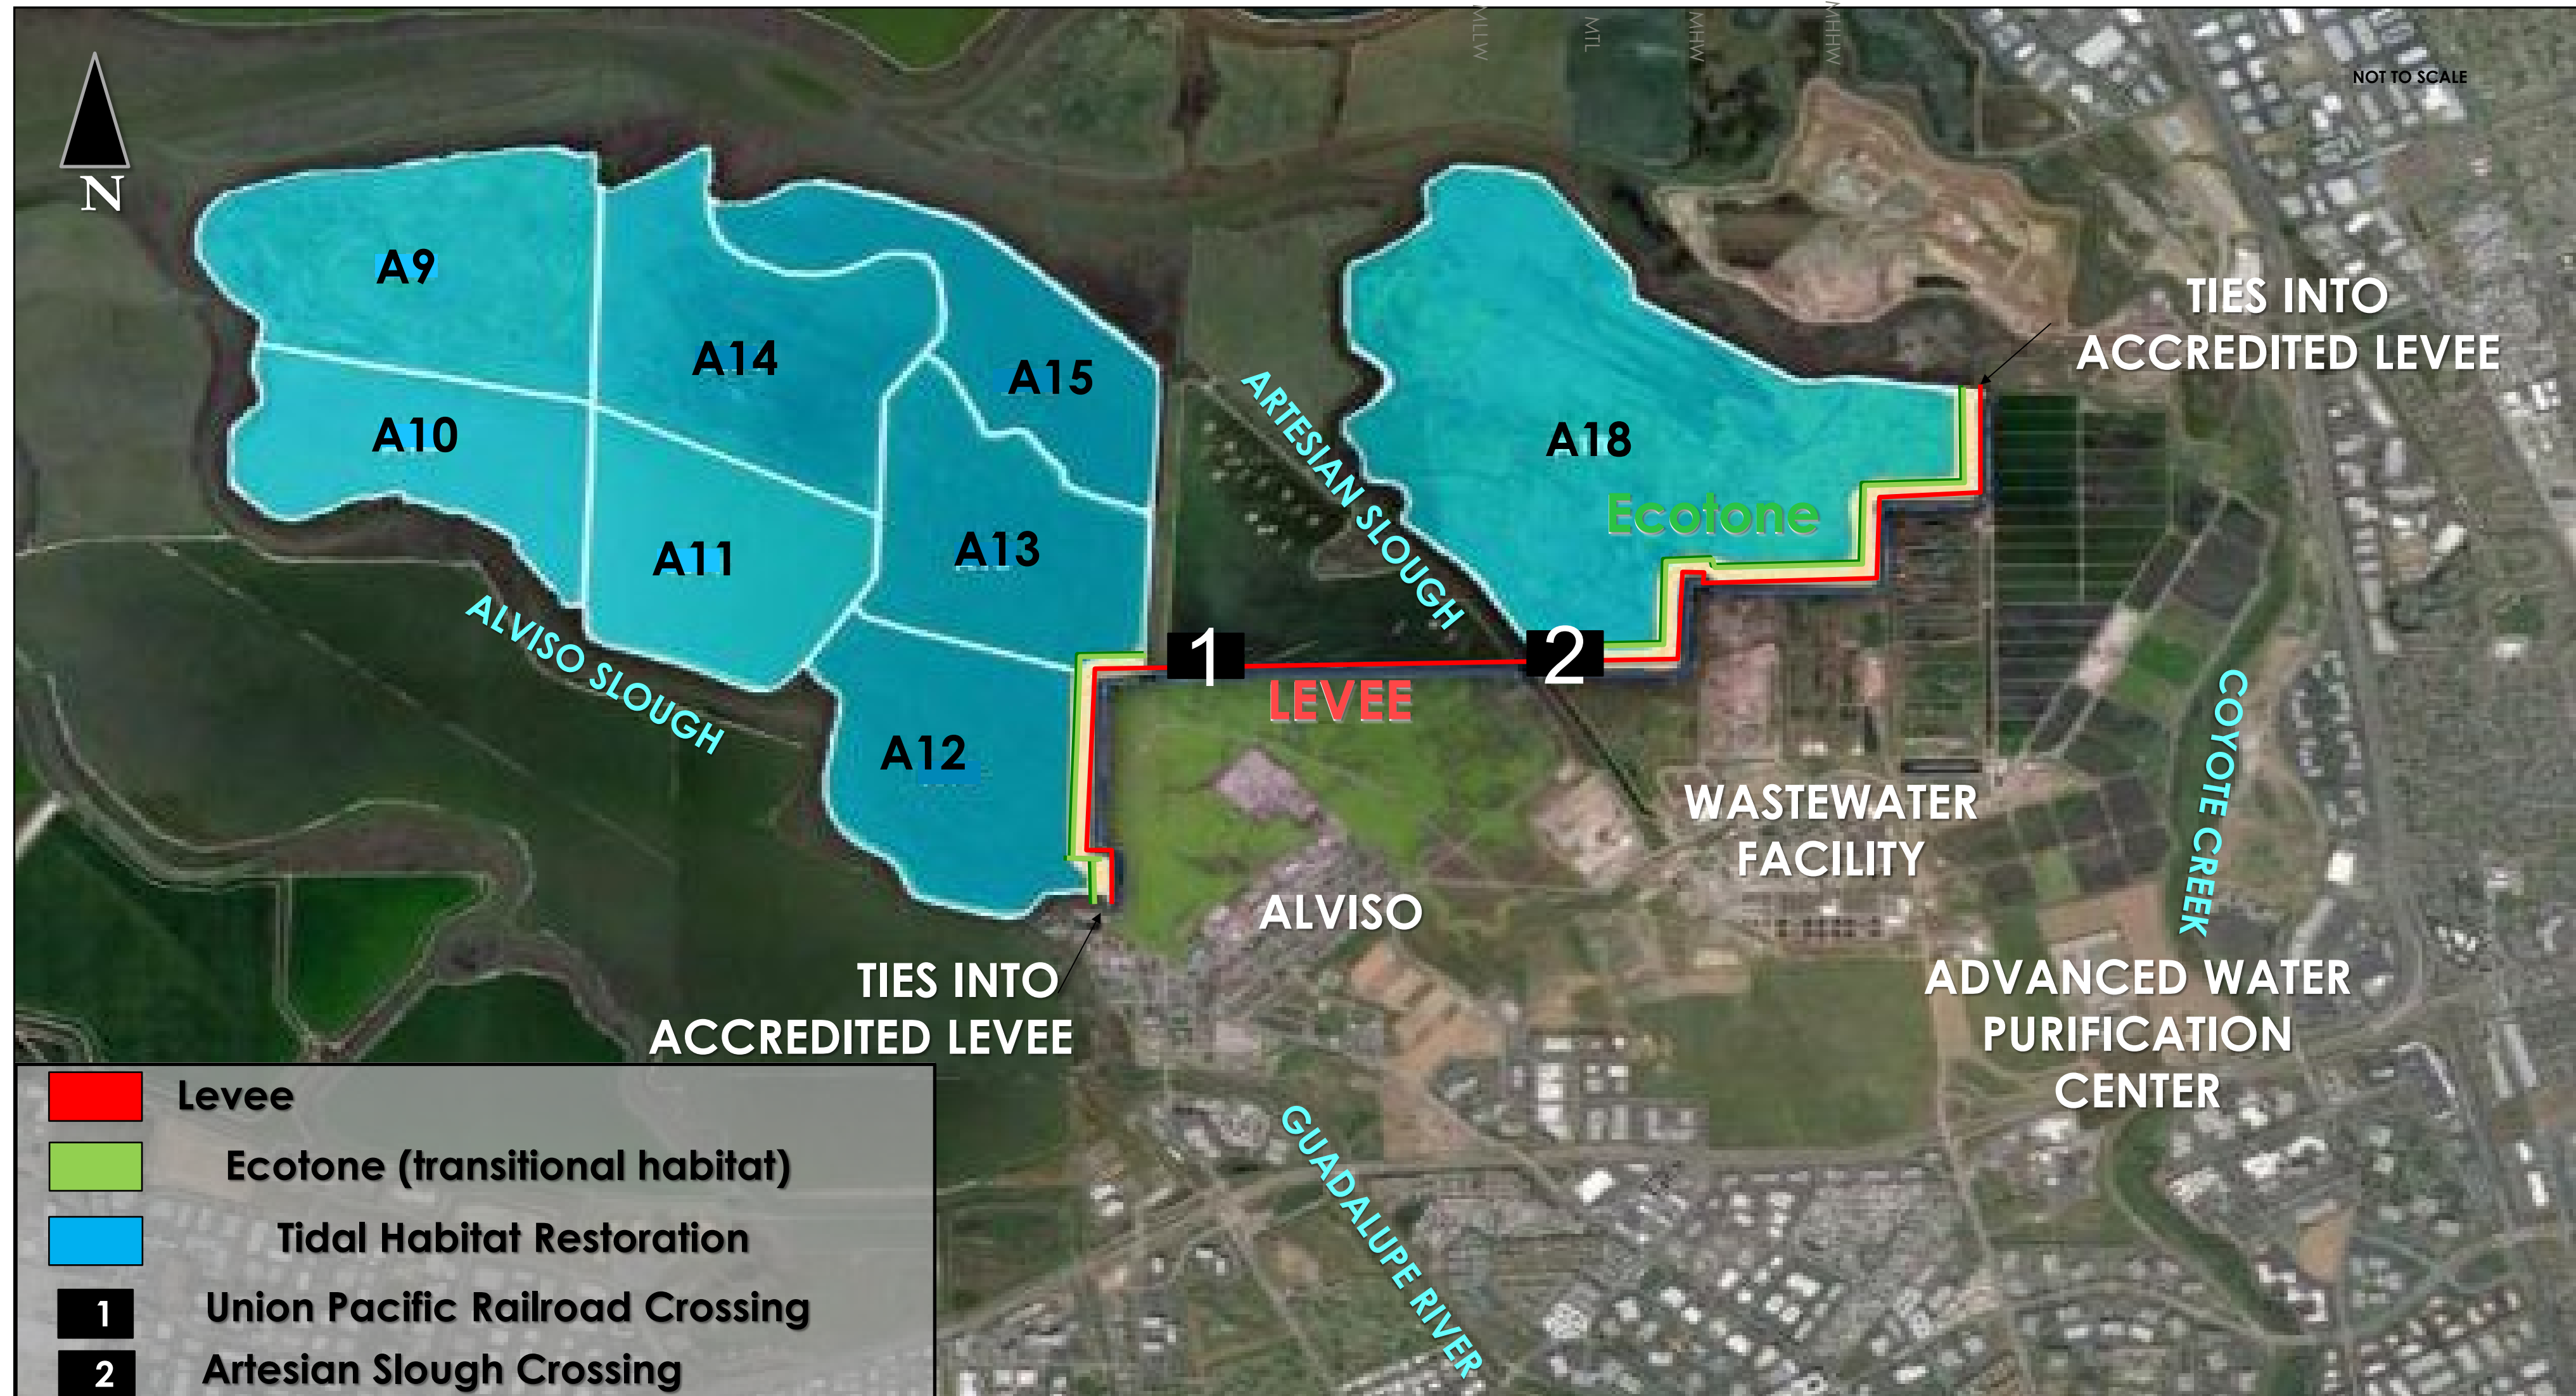 MLLW
MTL
MHW
MHHW
NOT TO SCALE
N
A9
A14
A15
A10
A11
A13
A12
A18
TIES INTO
ACCREDITED LEVEE
ARTESIAN SLOUGH
Ecotone
ALVISO SLOUGH
1
2
LEVEE
COYOTE CREEK
WASTEWATER
FACILITY
ALVISO
TIES INTO
ACCREDITED LEVEE
ADVANCED WATER
PURIFICATION
CENTER
GUADALUPE RIVER
Levee
Ecotone (transitional habitat)
Tidal Habitat Restoration
1 Union Pacific Railroad Crossing
2 Artesian Slough Crossing